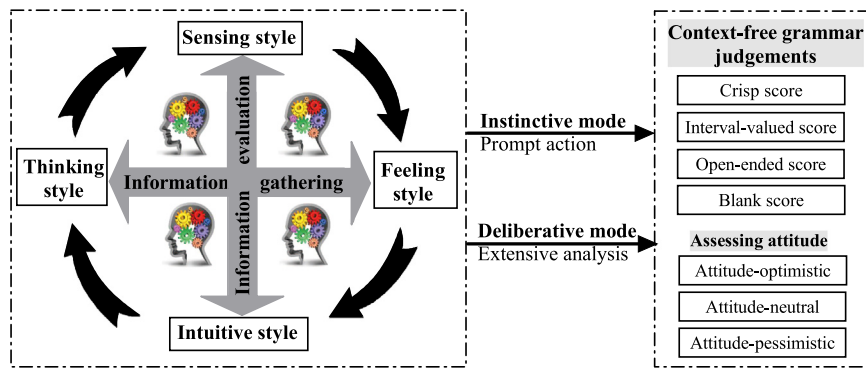 Sensing style
Thinking
style
Information gathering
Information evaluation
Feeling
style
Intuitive style
Instinctive mode
Prompt action
Deliberative mode
Extensive analysis
Context-free grammar
judgements
Crisp score
Interval-valued score
Open-ended score
Blank score
Assessing attitude
Attitude-optimistic
Attitude-neutral
Attitude-pessimistic